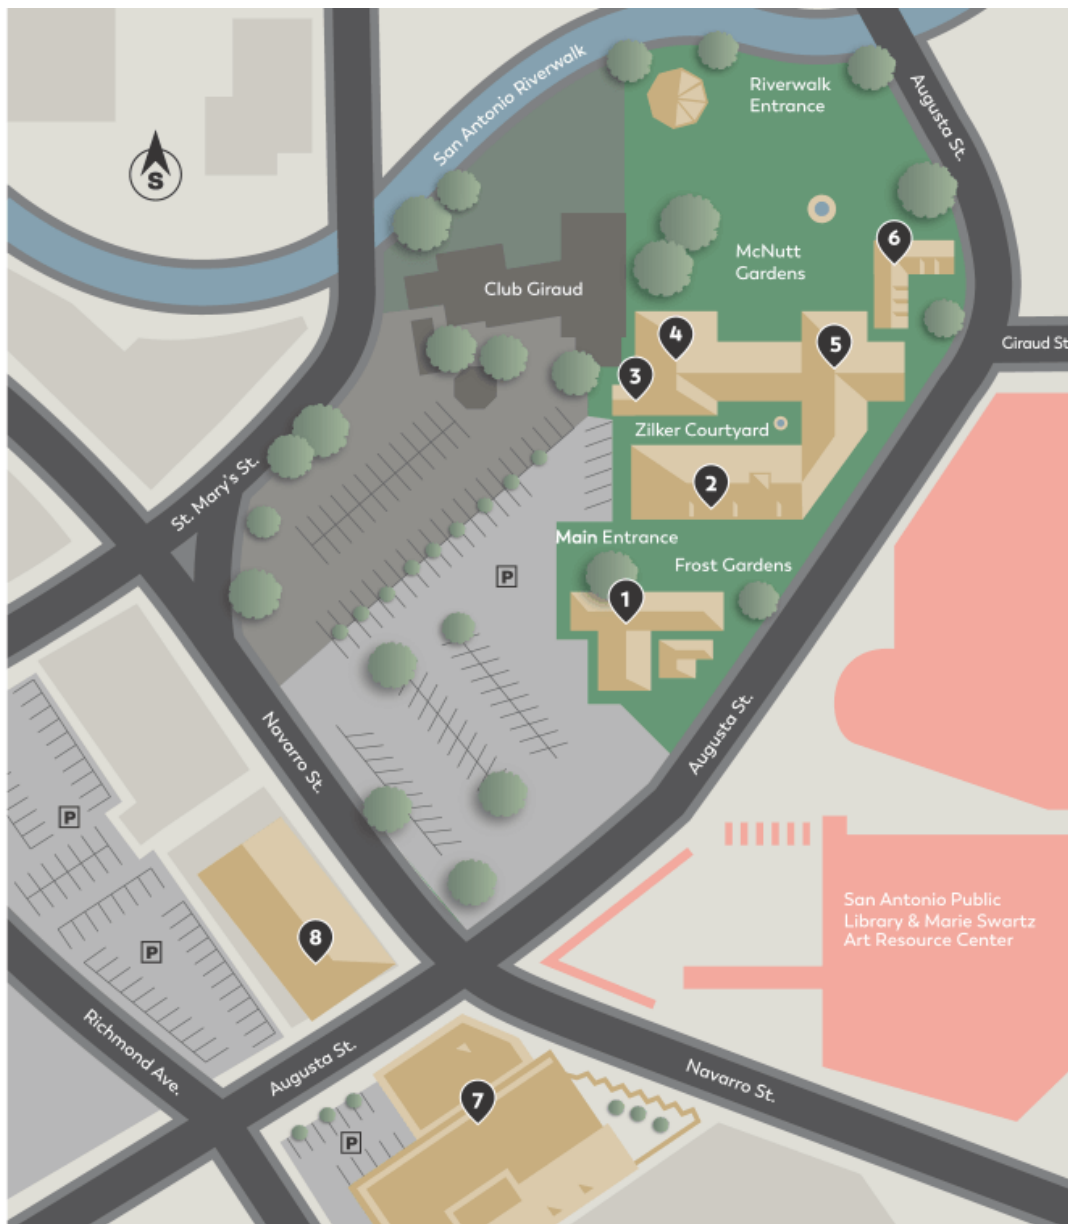 San Antonio Riverwalk
Riverwalk
Entrance
Augusta St.
S
6
McNutt
Gardens
Club Giraud
4
5
Giraud St
3
Zilker Courtyard
St. Mary's St.
2
Main Entrance
Frost Gardens
P
1
Navarro St.
Augusta St.
P
San Antonio Public
Library & Marie Swartz
Art Resource Center
8
P
Richmond Ave.
Augusta St.
Navarro St.
7
P